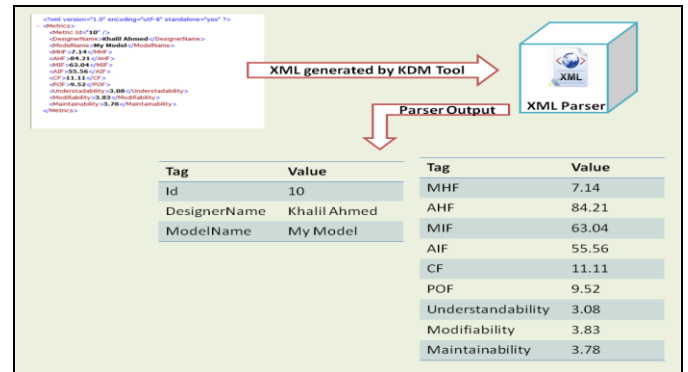 <?xml version="1.0" encoding="utf-8" standalone="yes" ?>
- <Metrics>
<Metric Id="10" />
<DesignerName>Khalil Ahmed</DesignerName>
<ModelName>My Model</ModelName>
<MHF>7.14</MHF>
<AHF>84.21</AHF>
<MIF>63.04</MIF>
<AIF>55.56</AIF>
<CF>11.11</CF>
<POF>9.52</POF>
<Understadability>3.08</Understadability>
<Modifiability>3.83</Modifiability>
<Maintainability>3.78</Maintainability>
</Metrics>
XML generated by KDM Tool
XML
XML Parser
Parser Output
Tag Value
Id 10
DesignerName Khalil Ahmed
ModelName My Model
Tag Value
MHF 7.14
AHF 84.21
MIF 63.04
AIF 55.56
CF 11.11
POF 9.52
Understandability 3.08
Modifiability 3.83
Maintainability 3.78